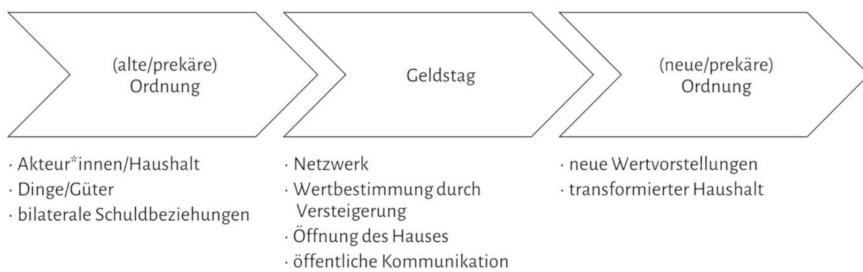 (alte/prekäre)
Ordnung
· Akteur*innen/Haushalt
· Dinge/Güter
· bilaterale Schuldbeziehungen
Geldstag
· Netzwerk
· Wertbestimmung durch
Versteigerung
· Öffnung des Hauses
· öffentliche Kommunikation
(neue/prekäre)
Ordnung
· neue Wertvorstellungen
· transformierter Haushalt